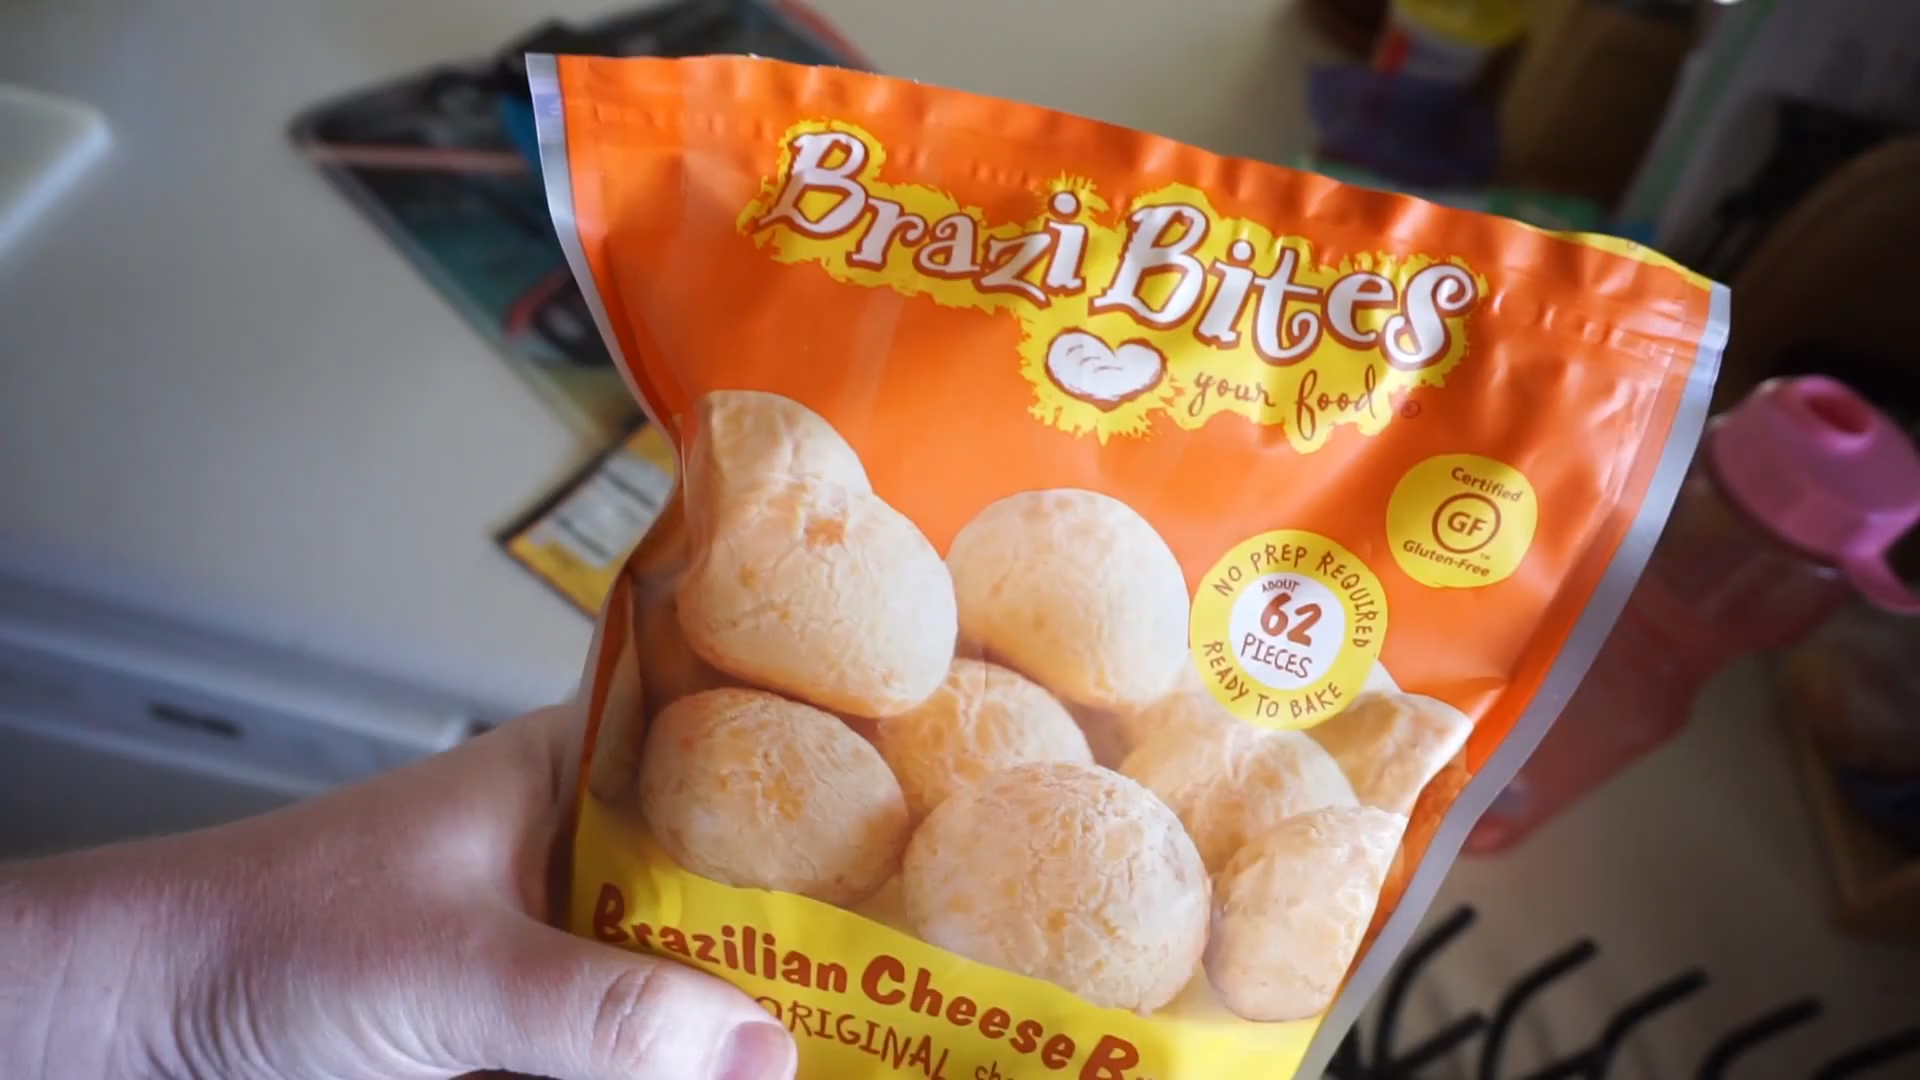 Brazi Bites
your food
Certified
GF
Gluten-Free
NO PREP REQUIRED
ABOUT
62
PIECES
READY TO BAKE
Brazilian Cheese
ORIGINAL